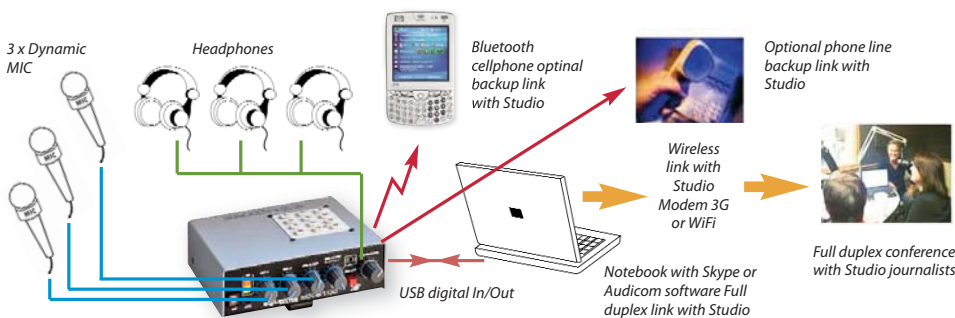 3 x Dynamic
MIC
Headphones
Bluetooth
cellphone optinal
backup link
with Studio
Optional phone line
backup link with
Studio
MIC
MIC
MIC
Wireless
link with
Studio
Modem 3G
or WiFi
USB digital In/Out
Notebook with Skype or
Audicom software Full
duplex link with Studio
Full duplex conference
with Studio journalists